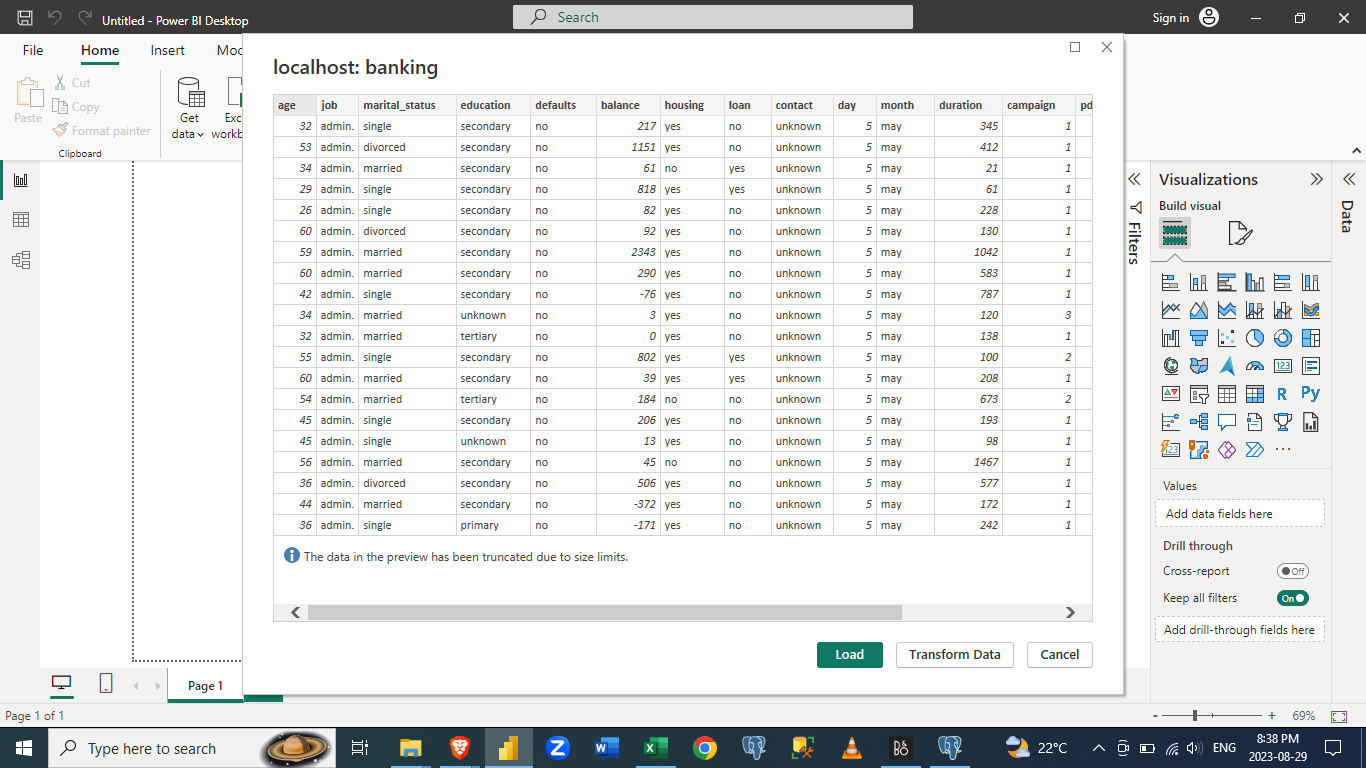 Untitled - Power BI Desktop
Search
Sign in
File Home Insert Mod
Paste
Cut
Copy
Format painter
Clipboard
Get data
Exc
workb
localhost: banking
age job marital_status education defaults balance housing loan contact day month duration campaign pd
32 admin. single secondary no 217 yes no unknown 5 may 345 1
53 admin. divorced secondary no 1151 yes no unknown 5 may 412 1
34 admin. married secondary no 61 no yes unknown 5 may 21 1
29 admin. single secondary no 818 yes yes unknown 5 may 61 1
26 admin. single secondary no 82 yes no unknown 5 may 228 1
60 admin. divorced secondary no 92 yes no unknown 5 may 130 1
59 admin. married secondary no 2343 yes no unknown 5 may 1042 1
60 admin. married secondary no 290 yes no unknown 5 may 583 1
42 admin. single secondary no -76 yes no unknown 5 may 787 1
34 admin. married unknown no 3 yes no unknown 5 may 120 3
32 admin. married tertiary no 0 yes no unknown 5 may 138 1
55 admin. single secondary no 802 yes yes unknown 5 may 100 2
60 admin. married secondary no 39 yes yes unknown 5 may 208 1
54 admin. married tertiary no 184 no no unknown 5 may 673 2
45 admin. single secondary no 206 yes no unknown 5 may 193 1
45 admin. single unknown no 13 yes no unknown 5 may 98 1
56 admin. married secondary no 45 no no unknown 5 may 1467 1
36 admin. divorced secondary no 506 yes no unknown 5 may 577 1
44 admin. married secondary no -372 yes no unknown 5 may 172 1
36 admin. single primary no -171 yes no unknown 5 may 242 1
The data in the preview has been truncated due to size limits.
Load Transform Data Cancel
Filters
Visualizations
Build visual
123
R Py
123
Values
Add data fields here
Drill through
Cross-report Off
Keep all filters On
Add drill-through fields here
Data
Page 1
Page 1 of 1
- + 69%
Type here to search
22°C
ENG
8:38 PM
2023-08-29